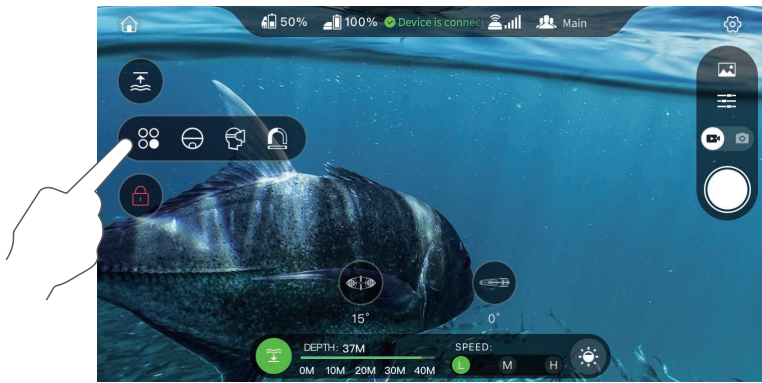 50% 100% Device is connec Main
15° 0°
DEPTH: 37M SPEED:
0M 10M 20M 30M 40M L M H